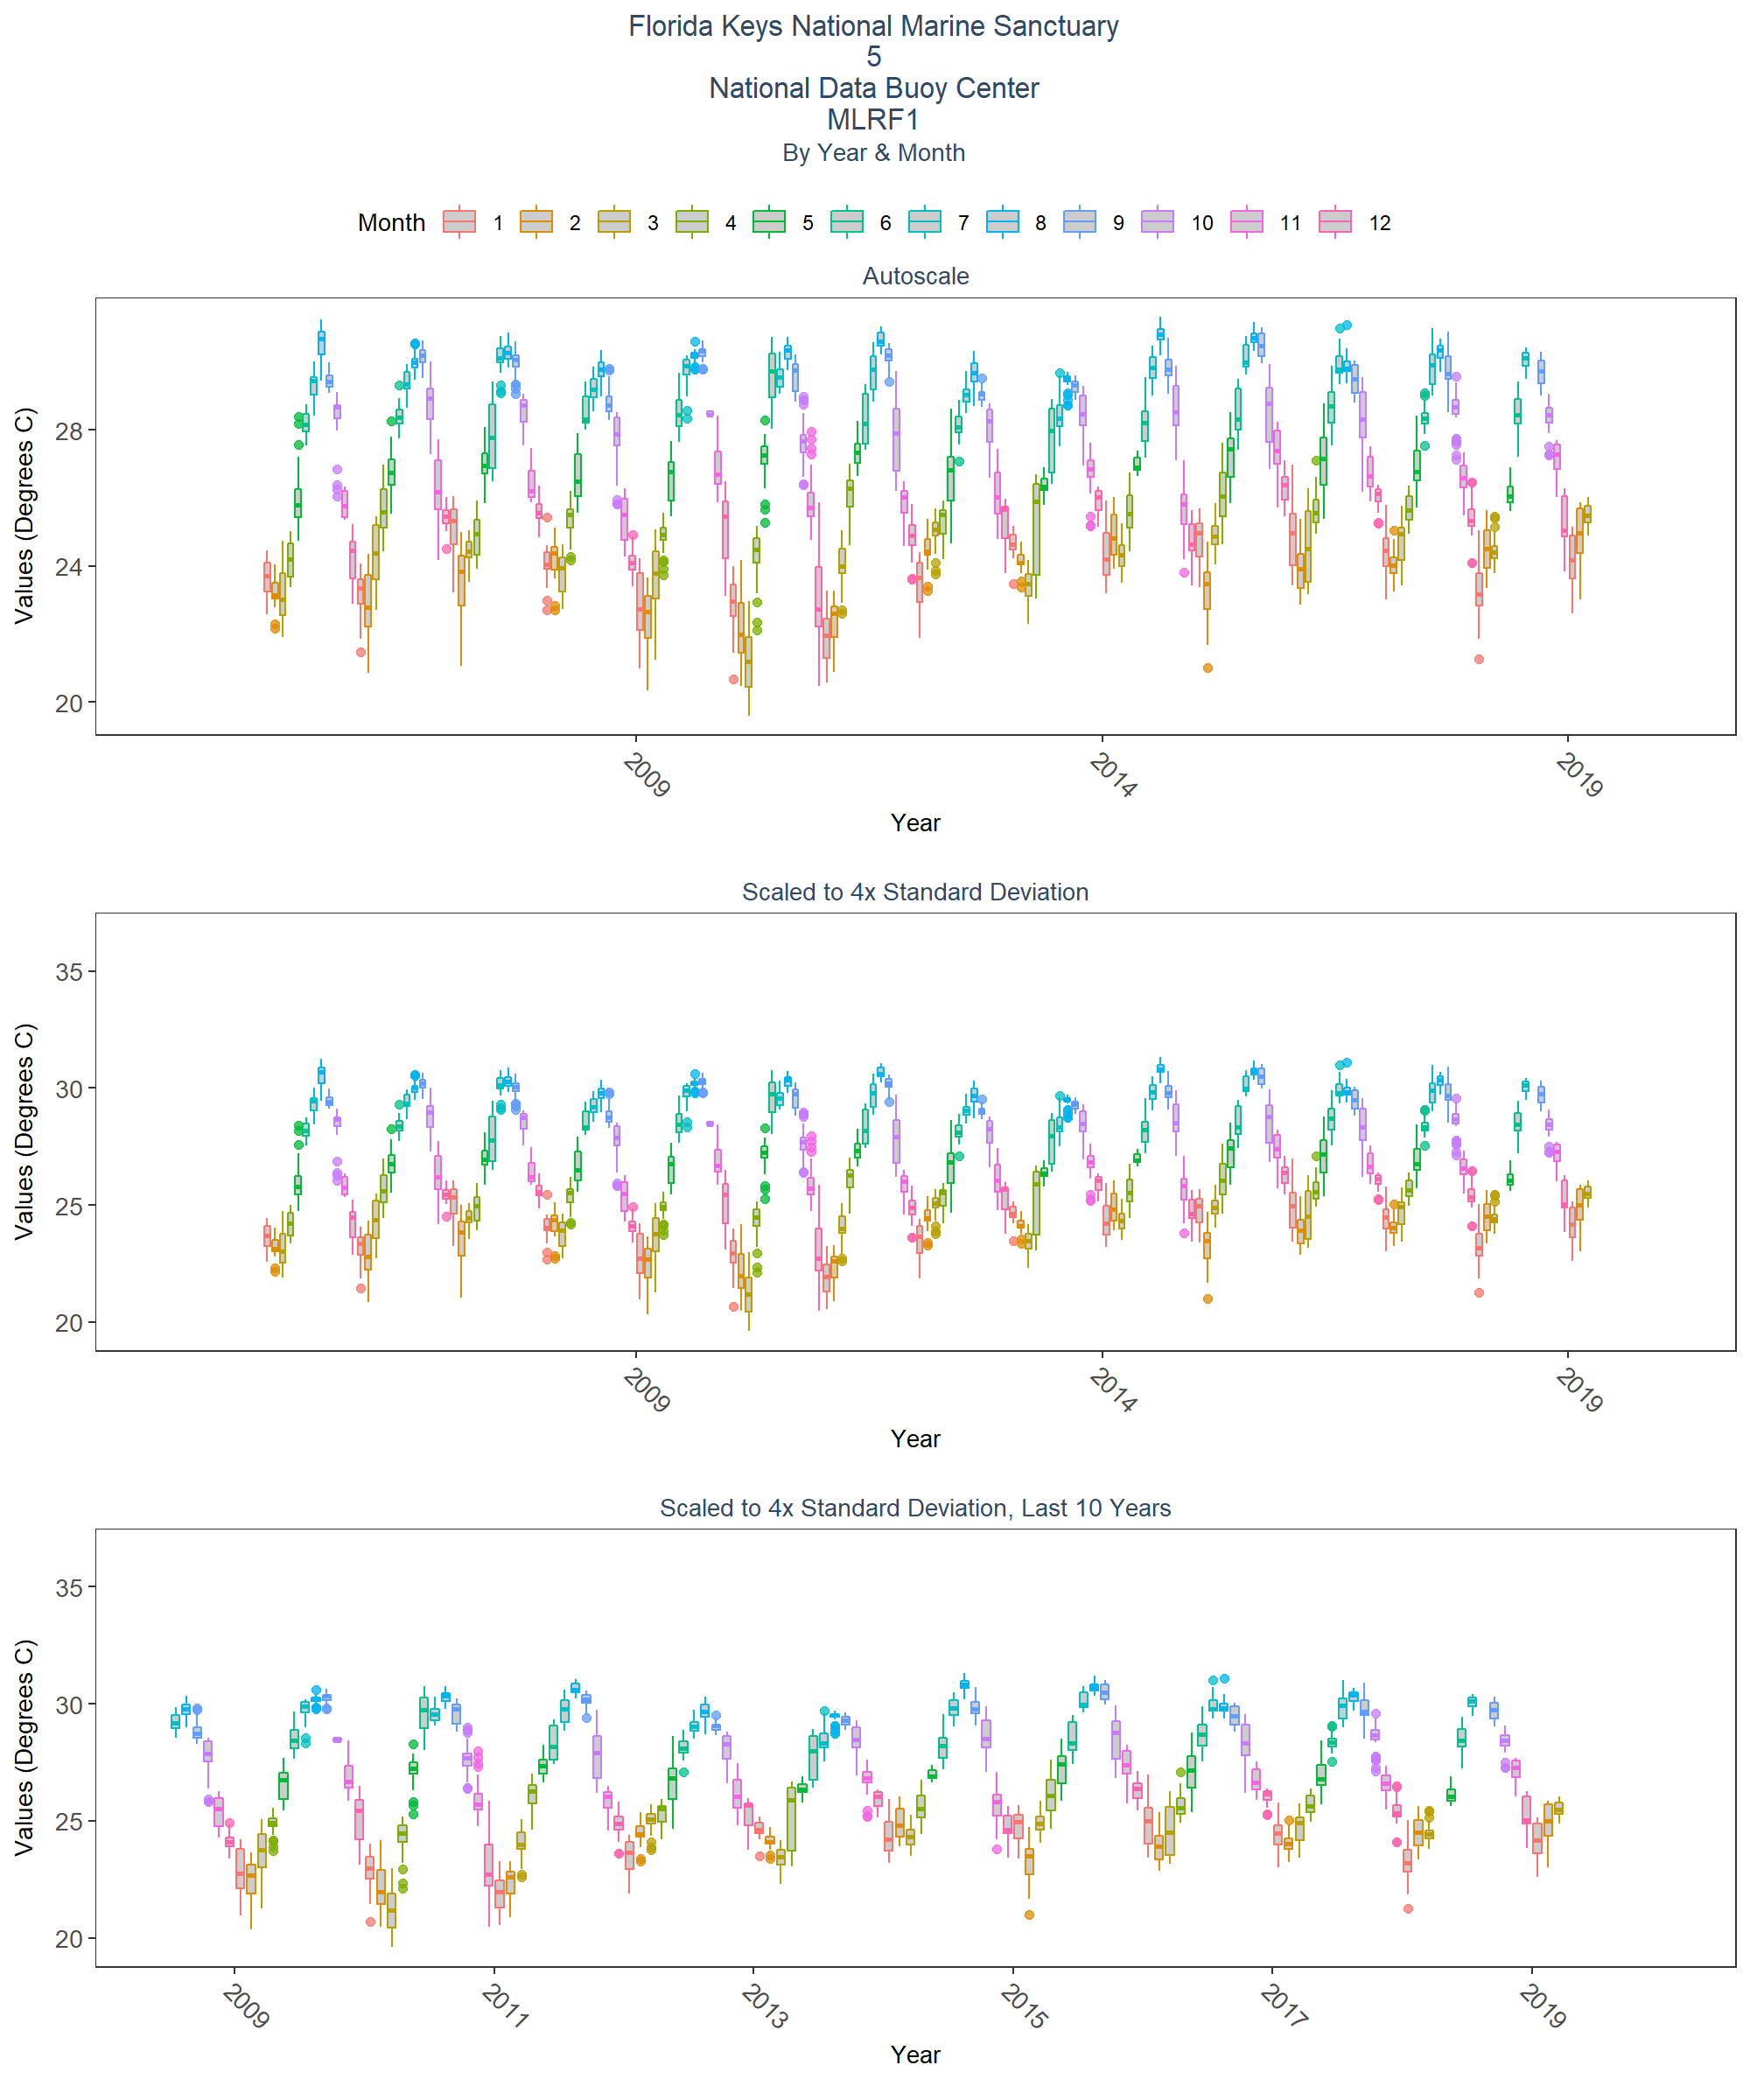 Florida Keys National Marine Sanctuary
5
National Data Buoy Center
MLRF1
By Year & Month
Month 1 2 3 4 5 6 7 8 9 10 11 12
Autoscale
Values (Degrees C)
28
24
20
2009 2014 2019
Year
Scaled to 4x Standard Deviation
Values (Degrees C)
35
30
25
20
2009 2014 2019
Year
Scaled to 4x Standard Deviation, Last 10 Years
Values (Degrees C)
35
30
25
20
2009 2011 2013 2015 2017 2019
Year